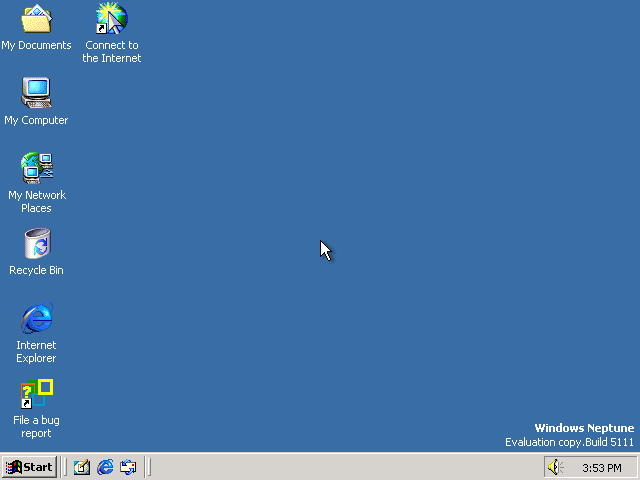 My Documents
Connect to
the Internet
My Computer
My Network
Places
Recycle Bin
Internet
Explorer
File a bug
report
Windows Neptune
Evaluation copy.Build 5111
Start
3:53 PM